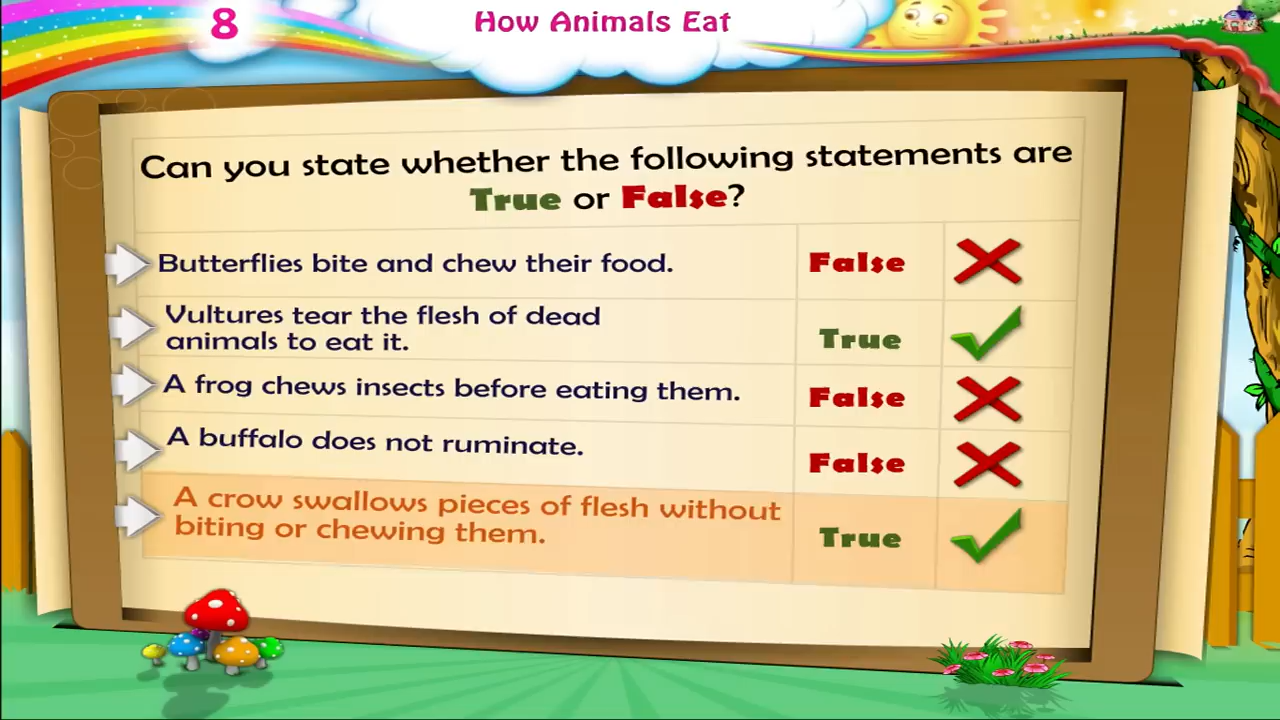 8
How Animals Eat
Can you state whether the following statements are
True or False?
Butterflies bite and chew their food.
False
Vultures tear the flesh of dead
animals to eat it.
True
A frog chews insects before eating them.
False
A buffalo does not ruminate.
False
A crow swallows pieces of flesh without
biting or chewing them.
True